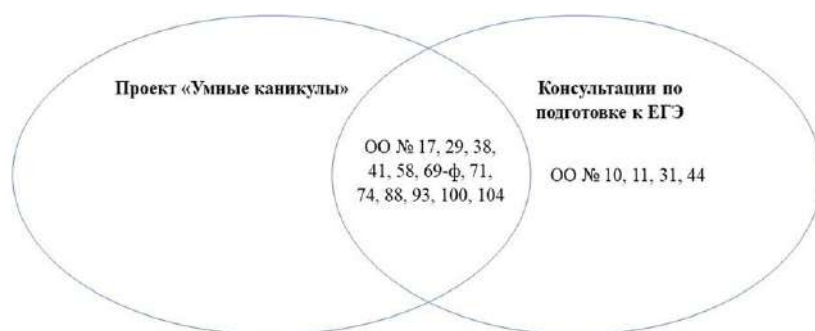 Проект «Умные каникулы»
Консультации по
подготовке к ЕГЭ
ОО № 17, 29, 38,
41, 58, 69-ф, 71,
74, 88, 93, 100, 104
ОО № 10, 11, 31, 44